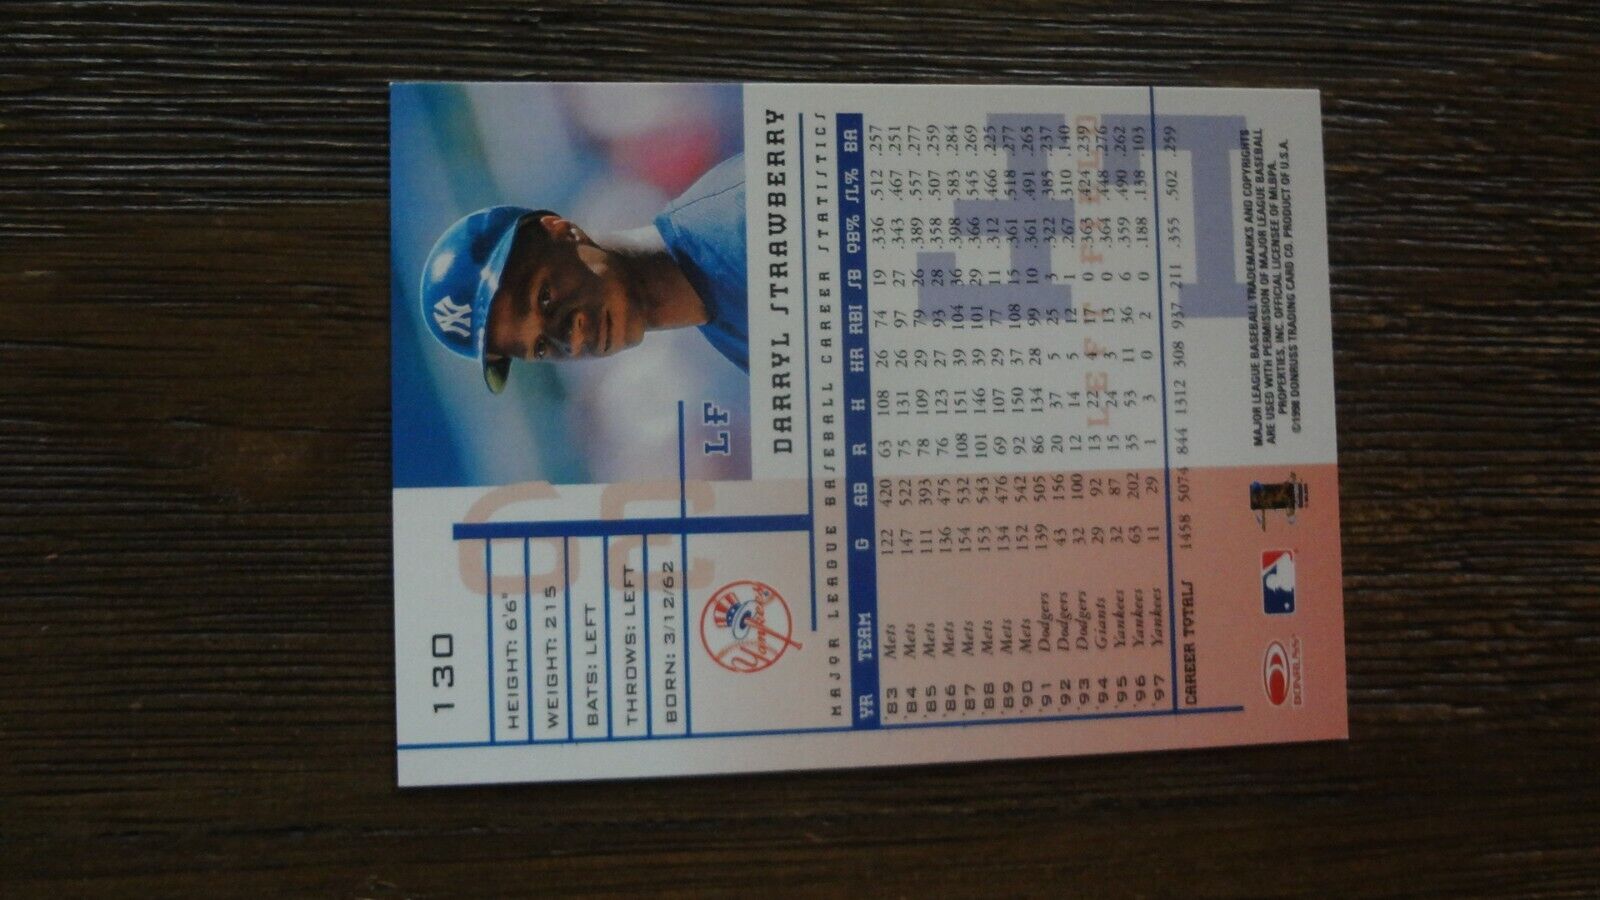 130
HEIGHT: 6'6"
WEIGHT: 215
BATS: LEFT
THROWS: LEFT
BORN: 3/12/62
NY
LF
Yankees
DARRYL STRAWBERRY
MAJOR LEAGUE BASEBALL CAREER STATISTICS
YR TEAM G AB R H HR RBI SB OB% SL% BA
'83 Mets 122 420 63 108 26 74 19 .336 .512 .257
'84 Mets 147 522 75 131 26 97 27 .343 .467 .251
'85 Mets 111 393 78 109 29 79 26 .389 .557 .277
'86 Mets 136 475 76 123 27 93 28 .358 .507 .259
'87 Mets 154 532 108 151 39 104 36 .398 .583 .284
'88 Mets 153 543 101 146 39 101 29 .366 .545 .269
'89 Mets 134 476 69 107 29 77 11 .312 .466 .225
'90 Mets 152 542 92 150 37 108 15 .361 .518 .277
'91 Dodgers 139 505 86 134 28 99 10 .361 .491 .265
'92 Dodgers 43 156 20 37 5 25 3 .322 .385 .237
'93 Dodgers 32 100 12 14 5 12 1 .267 .310 .140
'94 Giants 29 92 13 22 4 17 0 .363 .424 .239
'95 Yankees 32 87 15 24 3 13 0 .364 .448 .276
'96 Yankees 63 202 35 53 11 36 6 .359 .490 .262
'97 Yankees 11 29 1 3 0 2 0 .188 .138 .103
CAREER TOTALS 1458 5074 844 1312 308 937 211 .355 .502 .259
LEFT FIELD
DONRUSS
MAJOR LEAGUE BASEBALL TRADEMARKS AND COPYRIGHTS
ARE USED WITH PERMISSION OF MAJOR LEAGUE BASEBALL
PROPERTIES, INC. OFFICIAL LICENSEE OF MLBPA.
©1998 DONRUSS TRADING CARD CO. PRODUCT OF U.S.A.